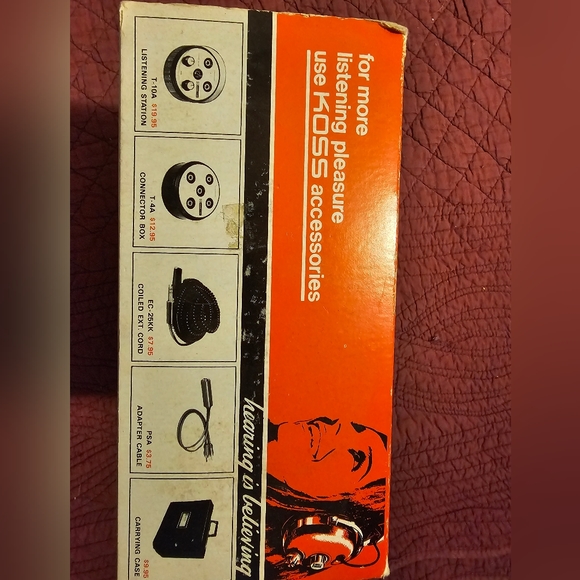 for more
listening pleasure
use KOSS accessories
hearing is believing
T-10A $19.95
LISTENING STATION
T-4A $12.95
CONNECTOR BOX
EC-25KK $7.95
COILED EXT CORD
PSA $3.75
ADAPTER CABLE
$9.95
CARRYING CASE